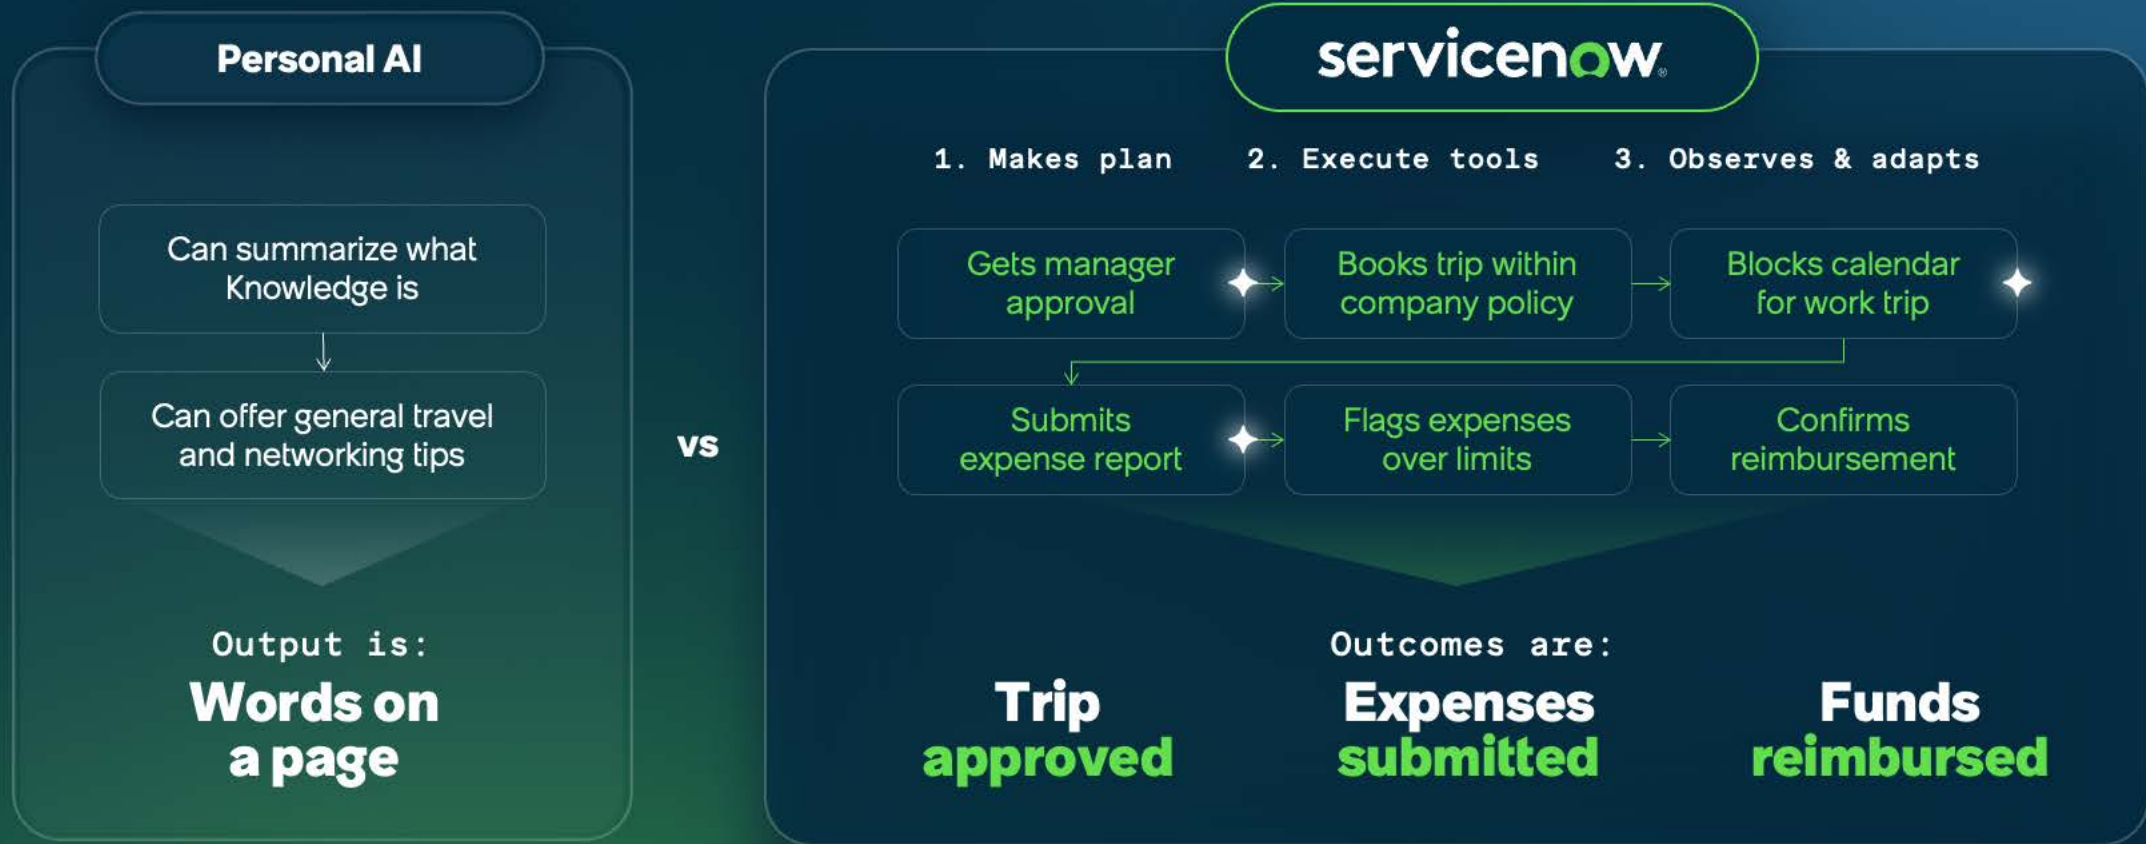 Personal AI
Can summarize what
Knowledge is
Can offer general travel
and networking tips
Output is:
Words on
a page
vs
servicenow®
1. Makes plan
2. Execute tools
3. Observes & adapts
Gets manager
approval
Books trip within
company policy
Blocks calendar
for work trip
Submits
expense report
Flags expenses
over limits
Confirms
reimbursement
Outcomes are:
Trip
approved
Expenses
submitted
Funds
reimbursed